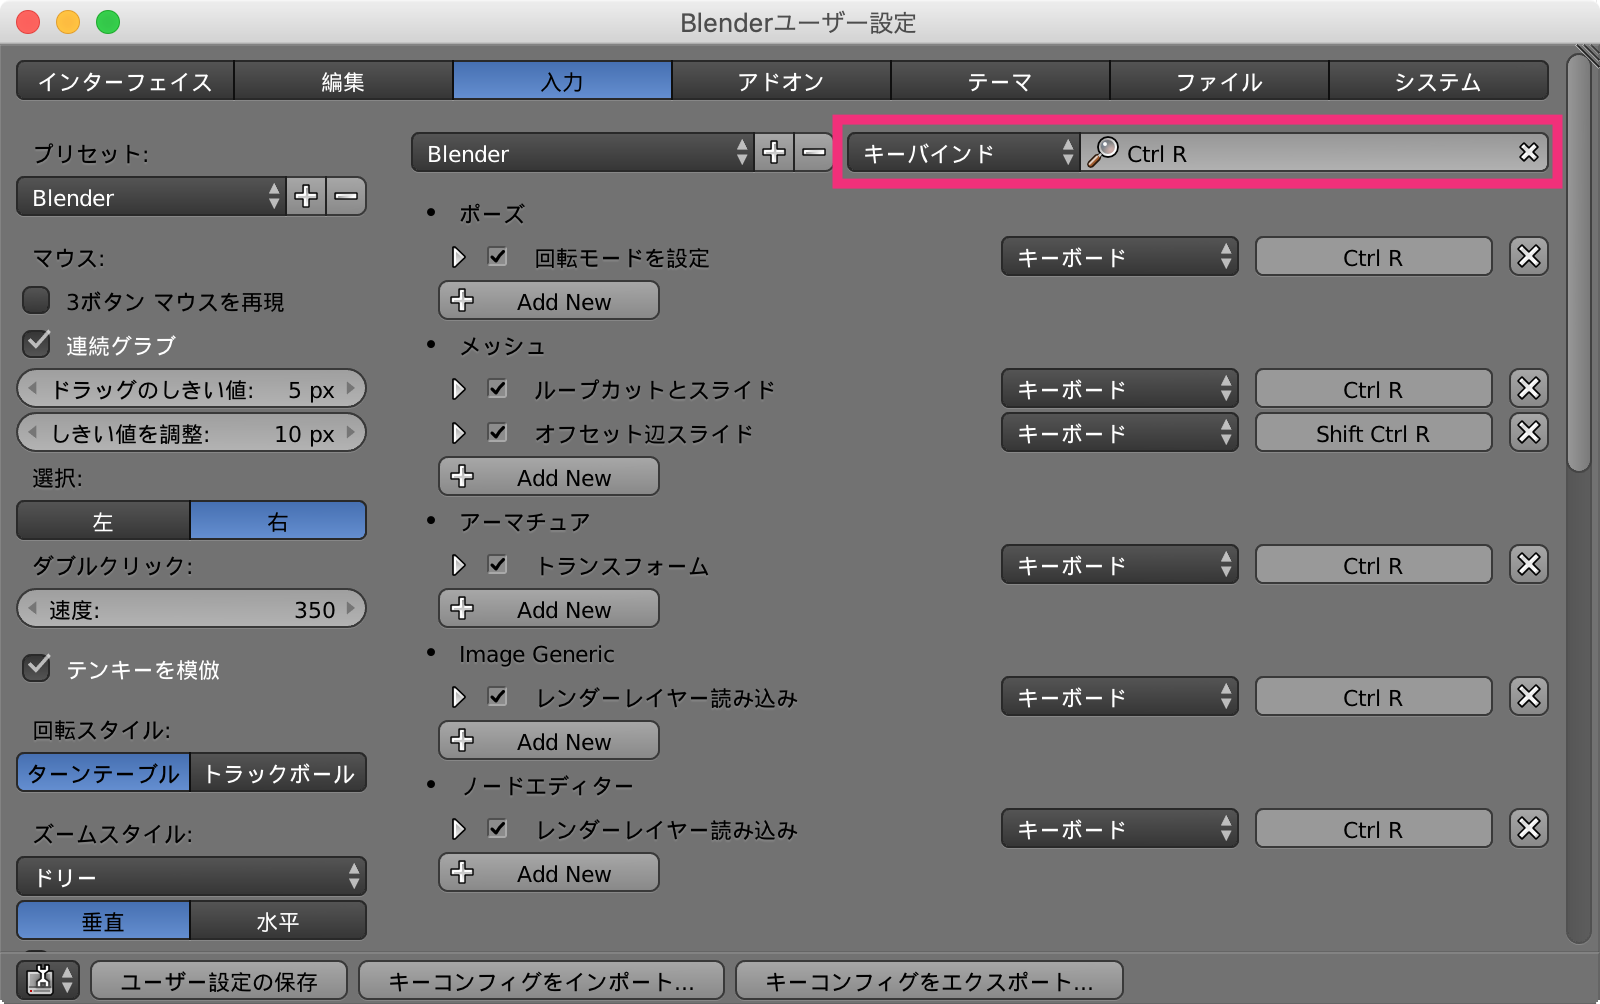 Blenderユーザー設定
インターフェイス 編集 入力 アドオン テーマ ファイル システム
プリセット:
Blender
マウス:
3ボタン マウスを再現
連続グラブ
ドラッグのしきい値: 5 px
しきい値を調整: 10 px
選択:
左 右
ダブルクリック:
速度: 350
テンキーを模倣
回転スタイル:
ターンテーブル トラックボール
ズームスタイル:
ドリー
垂直 水平
Blender キーバインド Ctrl R
• ポーズ
回転モードを設定 キーボード Ctrl R
Add New
• メッシュ
ループカットとスライド キーボード Ctrl R
オフセット辺スライド キーボード Shift Ctrl R
Add New
• アーマチュア
トランスフォーム キーボード Ctrl R
Add New
• Image Generic
レンダーレイヤー読み込み キーボード Ctrl R
Add New
• ノードエディター
レンダーレイヤー読み込み キーボード Ctrl R
Add New
ユーザー設定の保存 キーコンフィグをインポート... キーコンフィグをエクスポート...